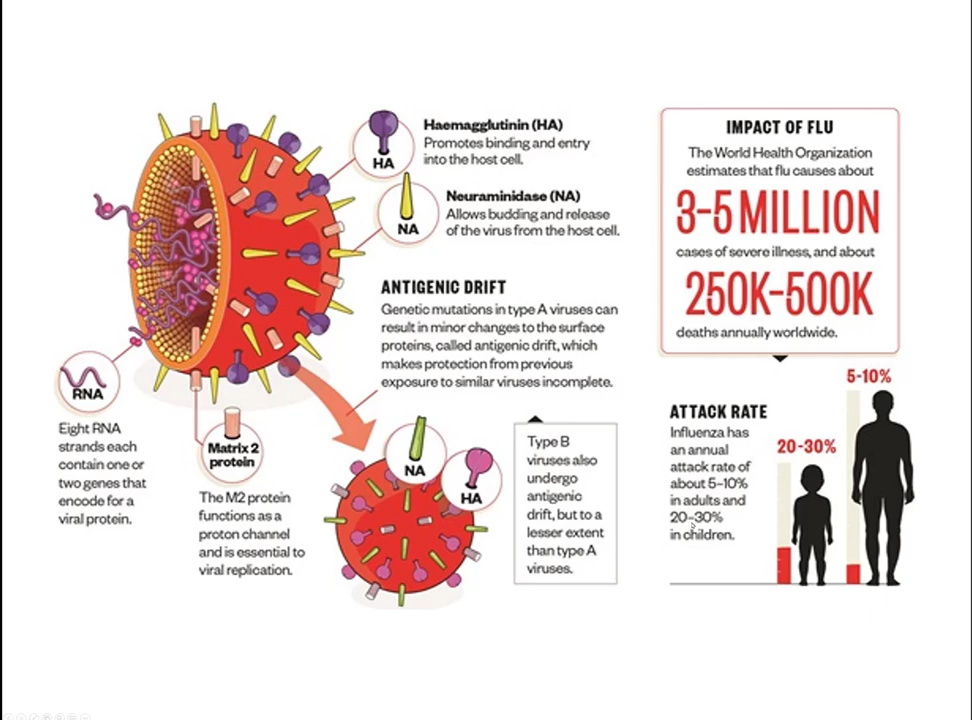 HA
Haemagglutinin (HA)
Promotes binding and entry
into the host cell.
NA
Neuraminidase (NA)
Allows budding and release
of the virus from the host cell.
ANTIGENIC DRIFT
Genetic mutations in type A viruses can
result in minor changes to the surface
proteins, called antigenic drift, which
makes protection from previous
exposure to similar viruses incomplete.
RNA
Eight RNA
strands each
contain one or
two genes that
encode for a
viral protein.
Matrix 2
protein
The M2 protein
functions as a
proton channel
and is essential to
viral replication.
NA
HA
Type B
viruses also
undergo
antigenic
drift, but to a
lesser extent
than type A
viruses.
IMPACT OF FLU
The World Health Organization
estimates that flu causes about
3-5 MILLION
cases of severe illness, and about
250K-500K
deaths annually worldwide.
ATTACK RATE
Influenza has
an annual
attack rate of
about 5–10%
in adults and
20–30%
in children.
20-30%
5-10%